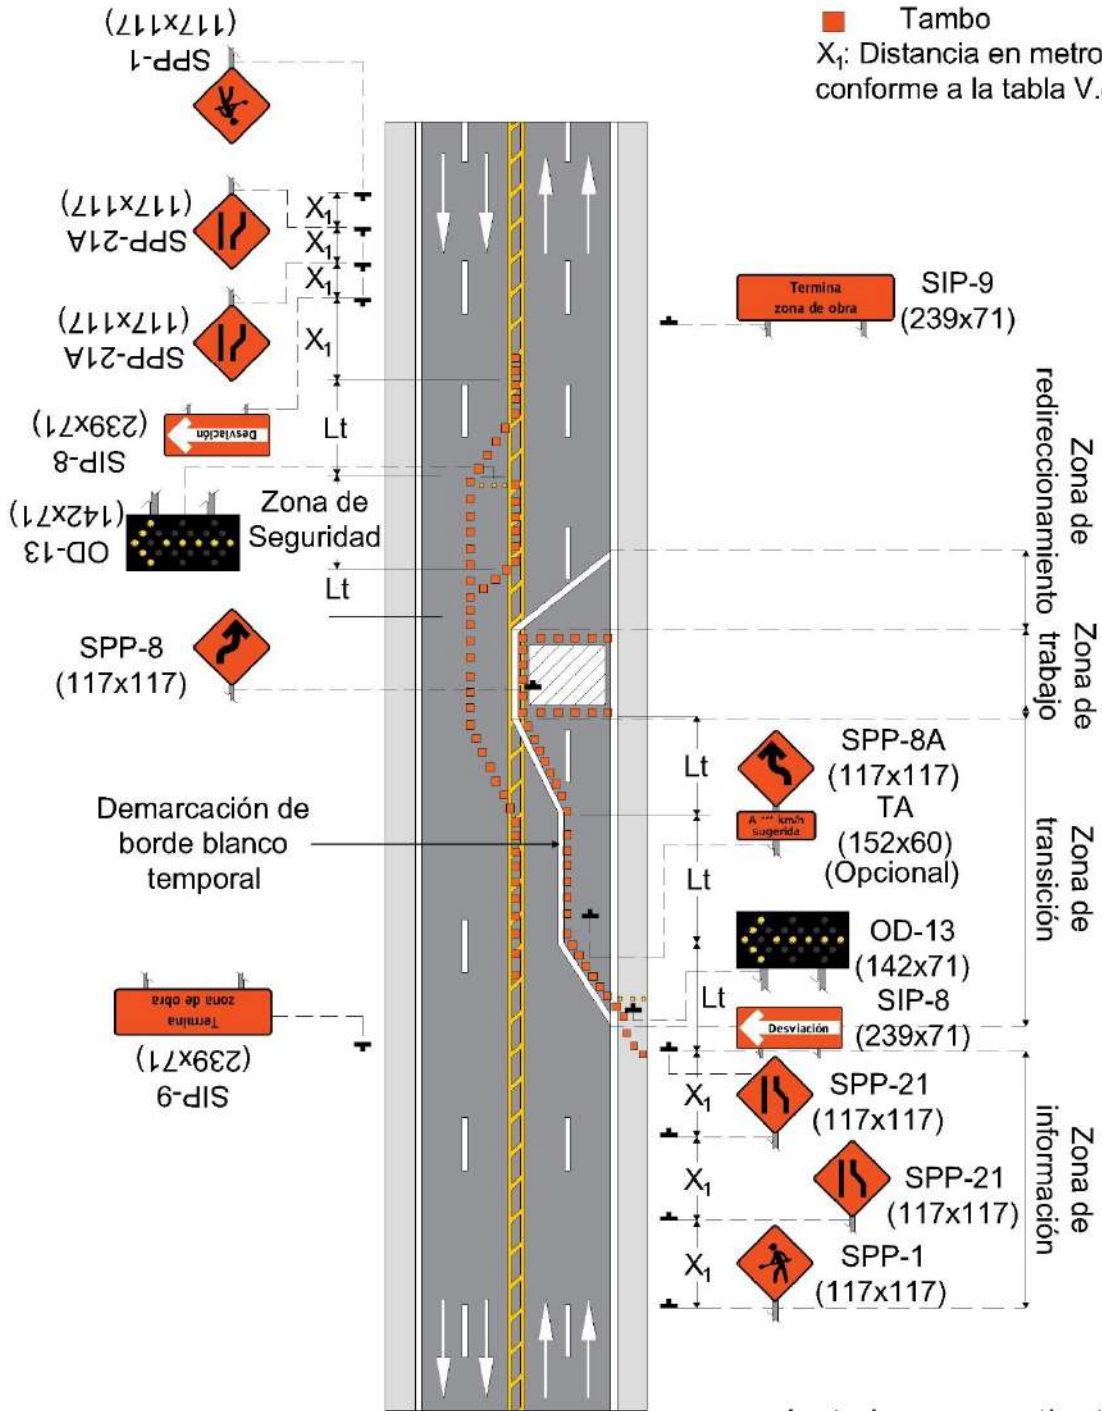 Tambo
X₁: Distancia en metro
conforme a la tabla V.
SPP-1
(117x117)
SPP-21A
(117x117)
X₁
X₁
X₁
SPP-21A
(117x117)
X₁
Desviación
SIP-8
(239x71)
Lt
OD-13
(142x71)
Zona de
Seguridad
Lt
SPP-8
(117x117)
Demarcación de
borde blanco
temporal
Termina
zona de obra
SIP-9
(239x71)
Termina
zona de obra
SIP-9
(239x71)
Zona de
redireccionamiento
Zona de
trabajo
Lt
SPP-8A
(117x117)
A *** km/h
sugerida
TA
(152x60)
(Opcional)
Lt
Zona de
transición
OD-13
(142x71)
Lt
Desviación
SIP-8
(239x71)
X₁
SPP-21
(117x117)
X₁
SPP-21
(117x117)
X₁
SPP-1
(117x117)
Zona de
información